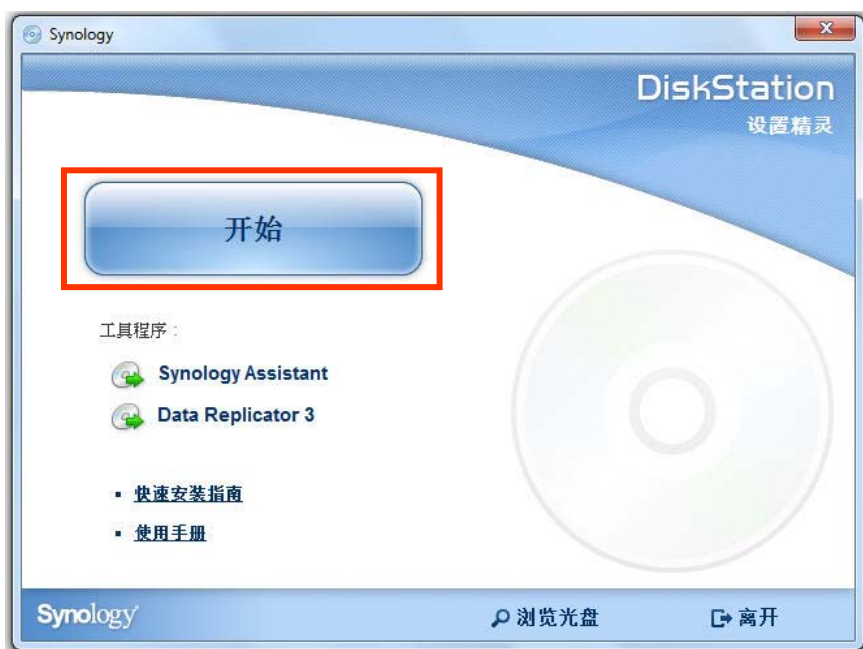 Synology
DiskStation
设置精灵
开始
工具程序：
Synology Assistant
Data Replicator 3
快速安装指南
使用手册
Synology
浏览光盘
离开